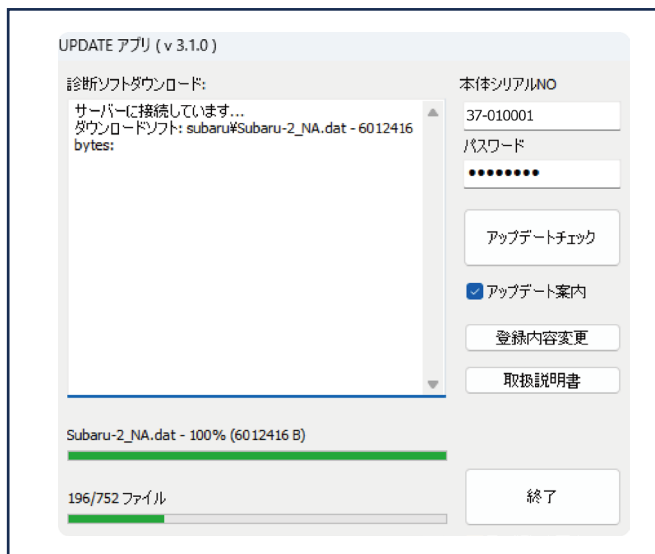 UPDATE アプリ ( v 3.1.0 )
診断ソフトダウンロード:
サーバーに接続しています...
ダウンロードソフト: subaru¥Subaru-2_NA.dat - 6012416
bytes:
本体シリアルNO
37-010001
パスワード
••••••••
アップデートチェック
アップデート案内
登録内容変更
取扱説明書
Subaru-2_NA.dat - 100% (6012416 B)
196/752 ファイル
終了